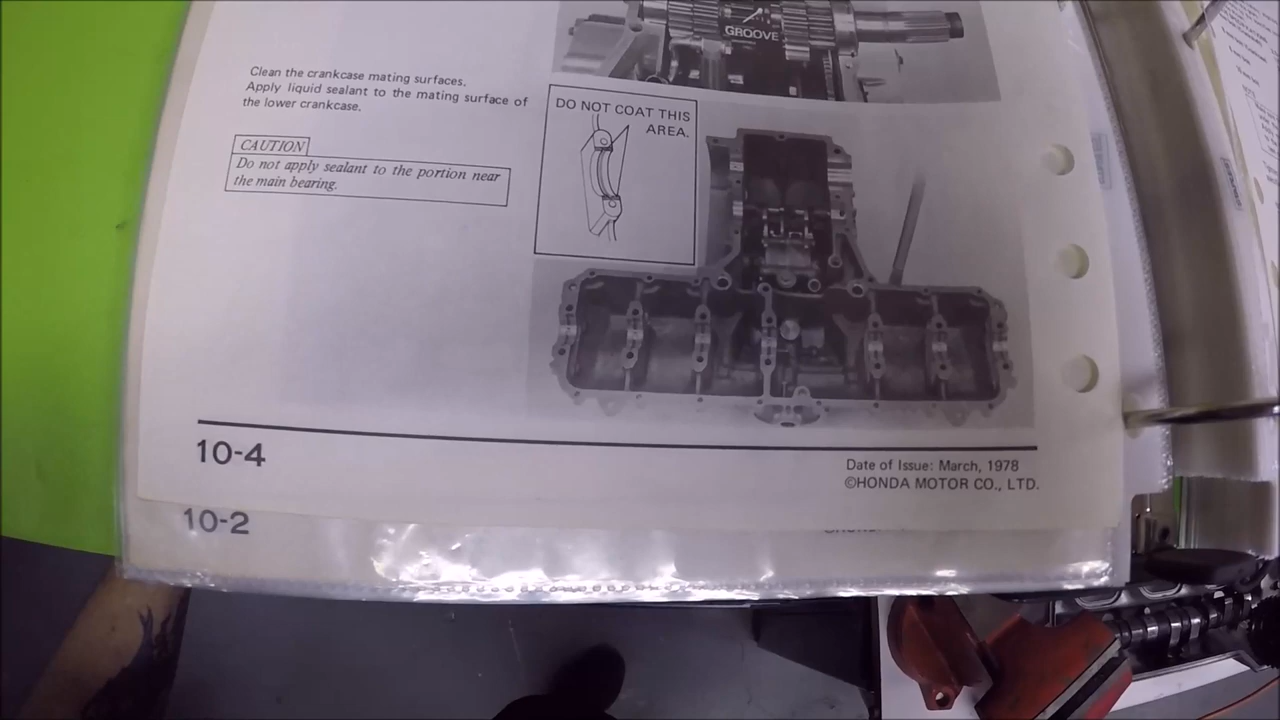 GROOVE
Clean the crankcase mating surfaces.
Apply liquid sealant to the mating surface of
the lower crankcase.
CAUTION
Do not apply sealant to the portion near
the main bearing.
DO NOT COAT THIS
AREA.
10-4
Date of Issue: March, 1978
©HONDA MOTOR CO., LTD.
10-2